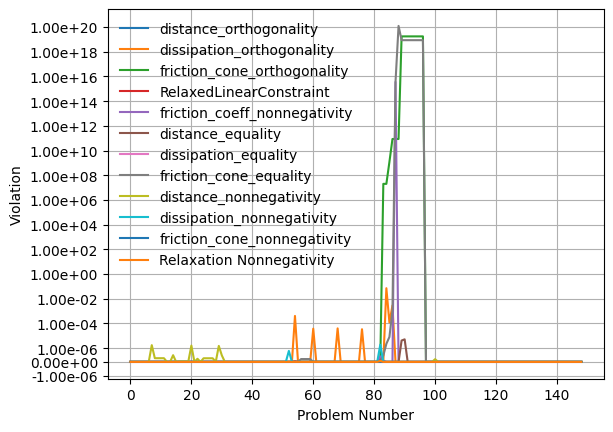 1.00e+20
1.00e+18
1.00e+16
1.00e+14
1.00e+12
1.00e+10
1.00e+08
1.00e+06
1.00e+04
1.00e+02
1.00e+00
1.00e-02
1.00e-04
1.00e-06
0.00e+00
-1.00e-06
Violation
distance_orthogonality
dissipation_orthogonality
friction_cone_orthogonality
RelaxedLinearConstraint
friction_coeff_nonnegativity
distance_equality
dissipation_equality
friction_cone_equality
distance_nonnegativity
dissipation_nonnegativity
friction_cone_nonnegativity
Relaxation Nonnegativity
0 20 40 60 80 100 120 140
Problem Number